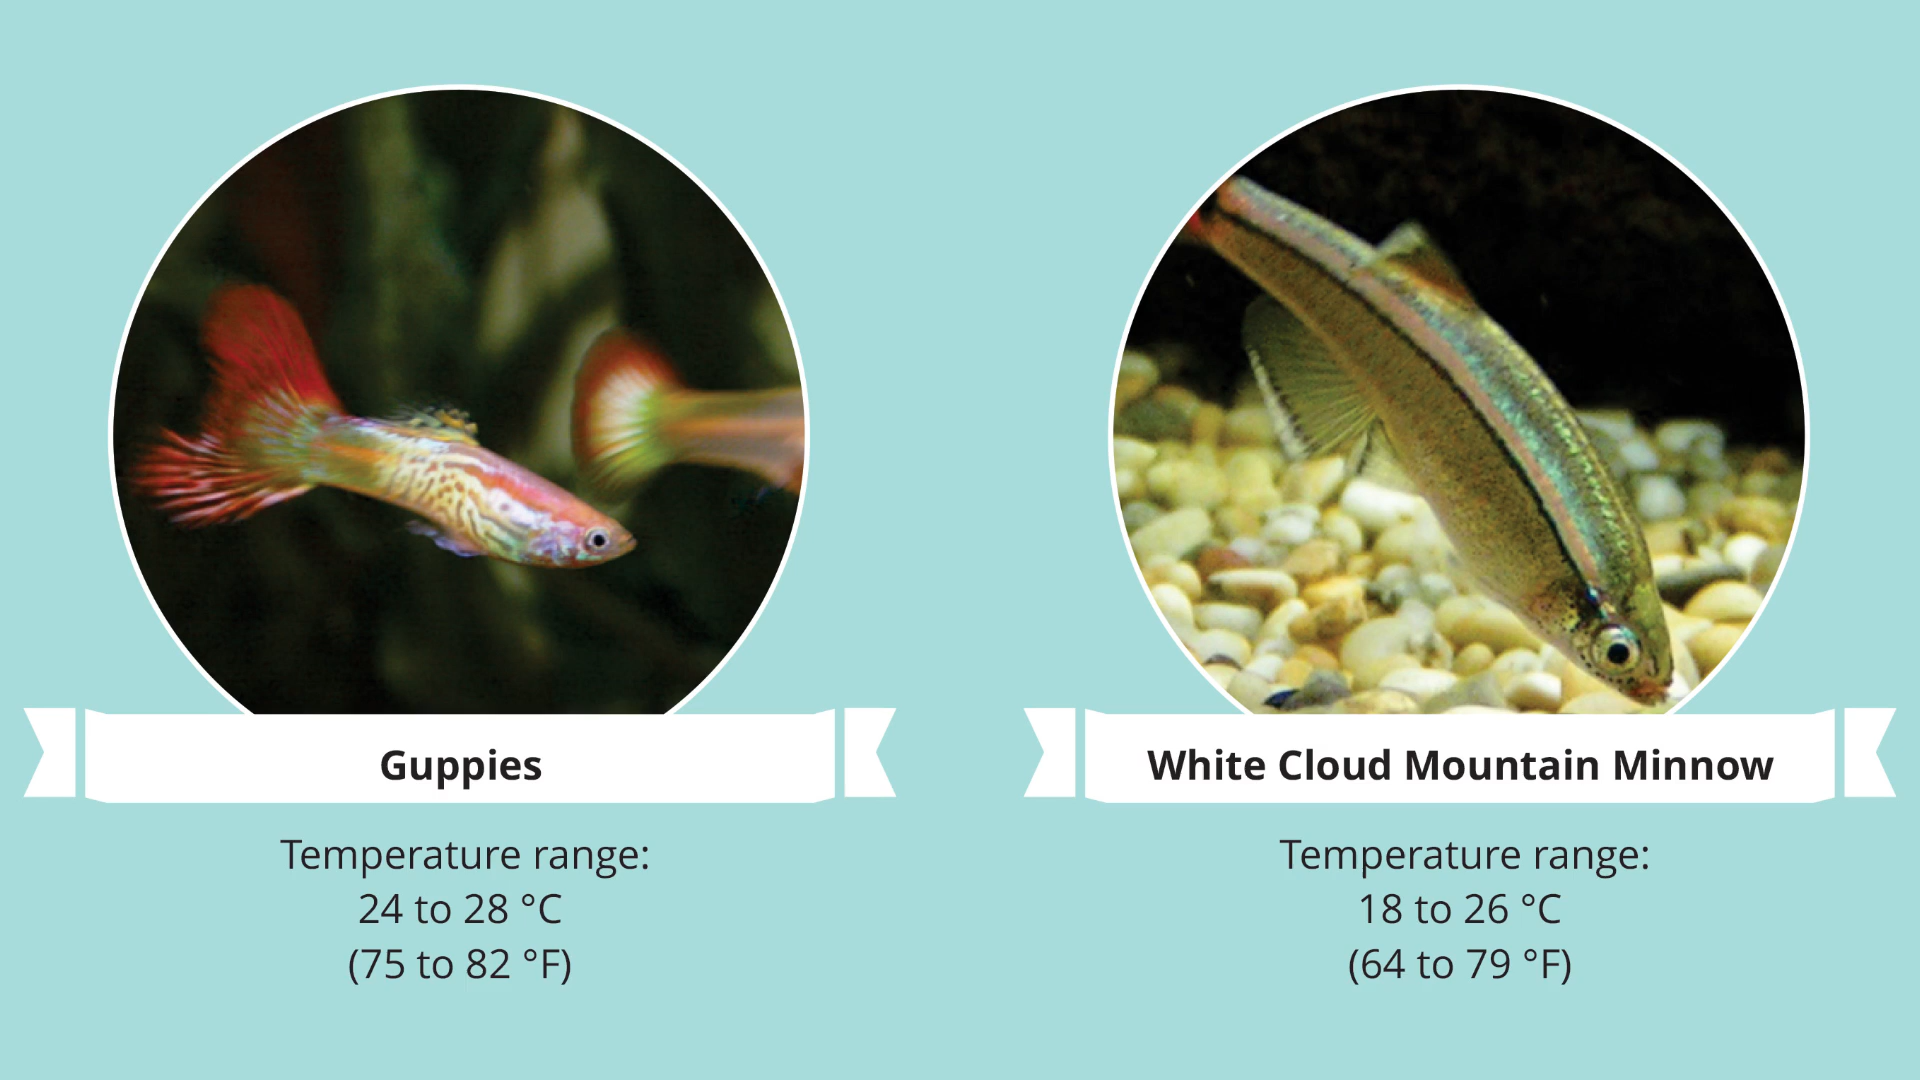 Guppies
Temperature range:
24 to 28 °C
(75 to 82 °F)
White Cloud Mountain Minnow
Temperature range:
18 to 26 °C
(64 to 79 °F)